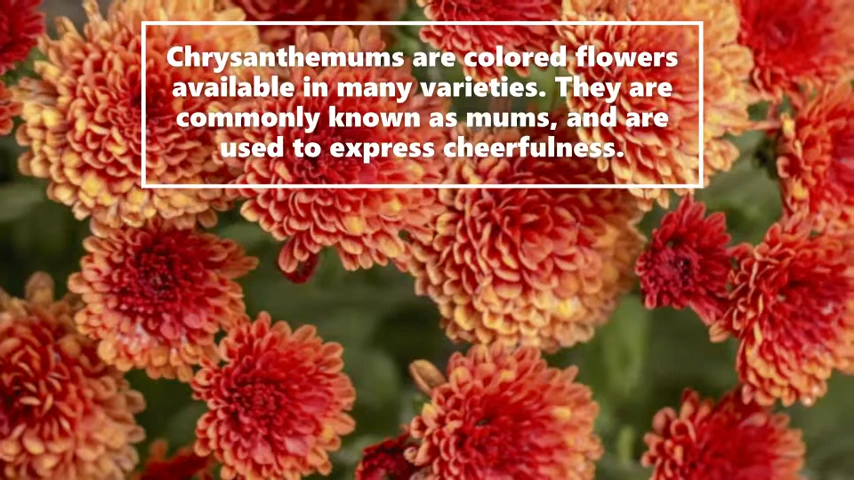 Chrysanthemums are colored flowers
available in many varieties. They are
commonly known as mums, and are
used to express cheerfulness.